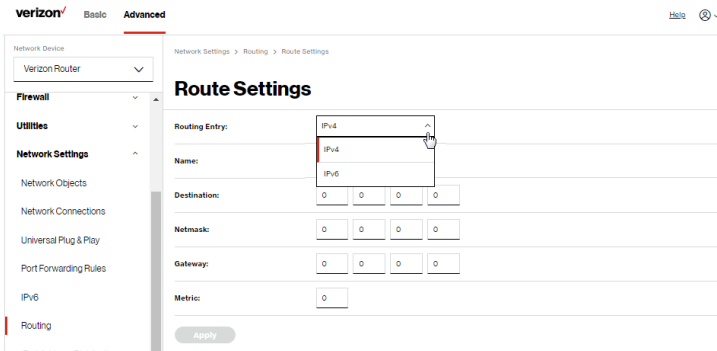 verizon✓ Basic Advanced Help
Network Device
Verizon Router
Firewall
Utilities
Network Settings
Network Objects
Network Connections
Universal Plug & Play
Port Forwarding Rules
IPv6
Routing
Network Settings > Routing > Route Settings
Route Settings
Routing Entry: IPv4
IPv4
IPv6
Name:
Destination: 0 0 0 0
Netmask: 0 0 0 0
Gateway: 0 0 0 0
Metric: 0
Apply